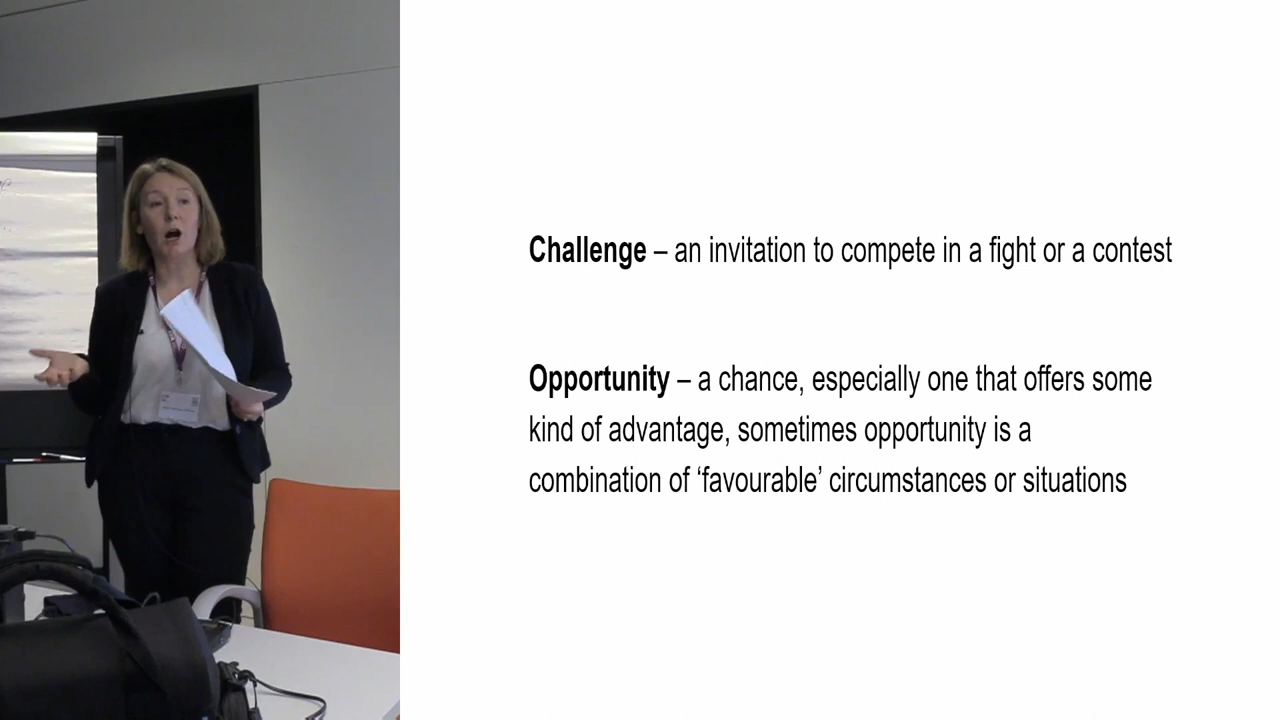 Challenge – an invitation to compete in a fight or a contest
Opportunity – a chance, especially one that offers some
kind of advantage, sometimes opportunity is a
combination of ‘favourable’ circumstances or situations